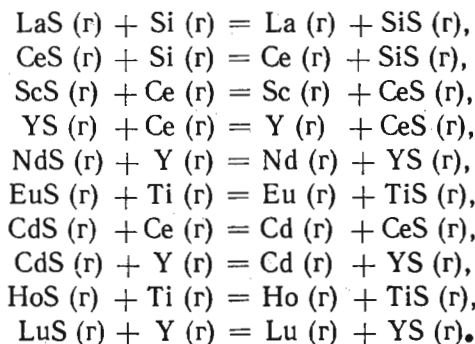 LaS (г) + Si (г) = La (г) + SiS (г),
CeS (г) + Si (г) = Ce (г) + SiS (г),
ScS (г) + Ce (г) = Sc (г) + CeS (г),
YS (г) + Ce (г) = Y (г) + CeS (г),
NdS (г) + Y (г) = Nd (г) + YS (г),
EuS (г) + Ti (г) = Eu (г) + TiS (г),
CdS (г) + Ce (г) = Cd (г) + CeS (г),
CdS (г) + Y (г) = Cd (г) + YS (г),
HoS (г) + Ti (г) = Ho (г) + TiS (г),
LuS (г) + Y (г) = Lu (г) + YS (г).